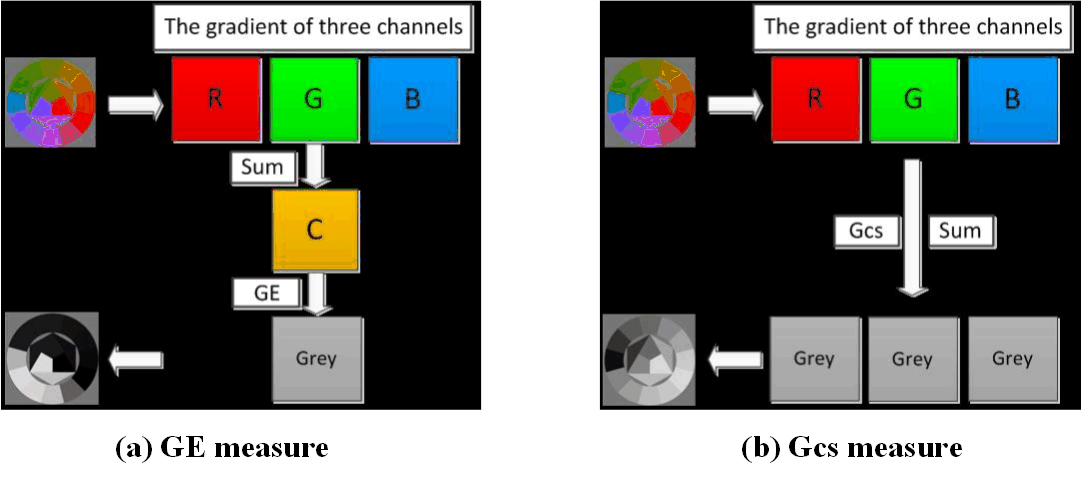 The gradient of three channels
R G B
Sum
C
GE
Grey
(a) GE measure
The gradient of three channels
R G B
Gcs Sum
Grey Grey Grey
(b) Gcs measure